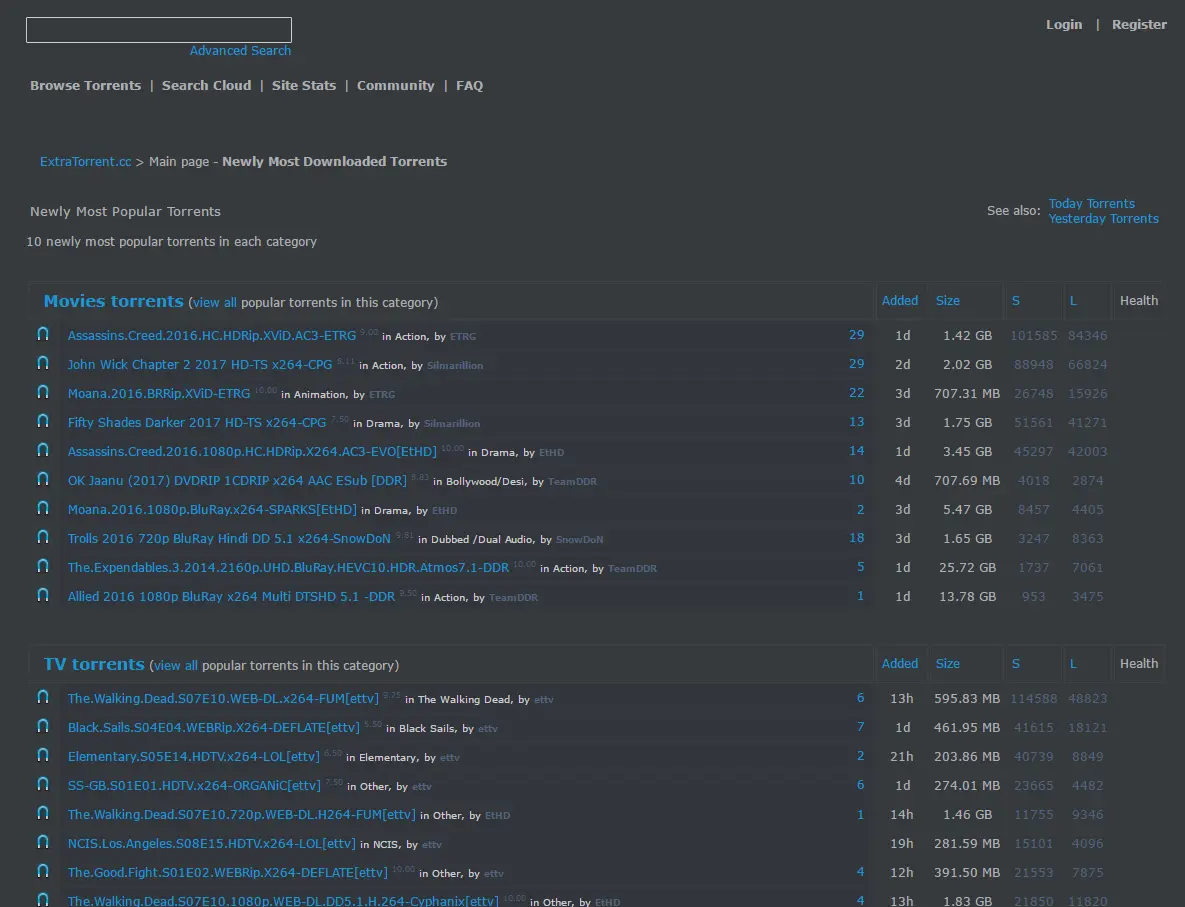 Login | Register
Advanced Search
Browse Torrents | Search Cloud | Site Stats | Community | FAQ
ExtraTorrent.cc > Main page - Newly Most Downloaded Torrents
Newly Most Popular Torrents
See also: Today Torrents
Yesterday Torrents
10 newly most popular torrents in each category
Movies torrents (view all popular torrents in this category) Added Size S L Health
Assassins.Creed.2016.HC.HDRip.XViD.AC3-ETRG 9.00 in Action, by ETRG 29 1d 1.42 GB 101585 84346
John Wick Chapter 2 2017 HD-TS x264-CPG 8.11 in Action, by Silmarillion 29 2d 2.02 GB 88948 66824
Moana.2016.BRRip.XViD-ETRG 10.00 in Animation, by ETRG 22 3d 707.31 MB 26748 15926
Fifty Shades Darker 2017 HD-TS x264-CPG 7.50 in Drama, by Silmarillion 13 3d 1.75 GB 51561 41271
Assassins.Creed.2016.1080p.HC.HDRip.X264.AC3-EVO[EtHD] 10.00 in Drama, by EtHD 14 1d 3.45 GB 45297 42003
OK Jaanu (2017) DVDRIP 1CDRIP x264 AAC ESub [DDR] 9.83 in Bollywood/Desi, by TeamDDR 10 4d 707.69 MB 4018 2874
Moana.2016.1080p.BluRay.x264-SPARKS[EtHD] in Drama, by EtHD 2 3d 5.47 GB 8457 4405
Trolls 2016 720p BluRay Hindi DD 5.1 x264-SnowDoN 9.81 in Dubbed /Dual Audio, by SnowDoN 18 3d 1.65 GB 3247 8363
The.Expendables.3.2014.2160p.UHD.BluRay.HEVC10.HDR.Atmos7.1-DDR 10.00 in Action, by TeamDDR 5 1d 25.72 GB 1737 7061
Allied 2016 1080p BluRay x264 Multi DTSHD 5.1 -DDR 9.50 in Action, by TeamDDR 1 1d 13.78 GB 953 3475
TV torrents (view all popular torrents in this category) Added Size S L Health
The.Walking.Dead.S07E10.WEB-DL.x264-FUM[ettv] 9.75 in The Walking Dead, by ettv 6 13h 595.83 MB 114588 48823
Black.Sails.S04E04.WEBRip.X264-DEFLATE[ettv] 5.50 in Black Sails, by ettv 7 1d 461.95 MB 41615 18121
Elementary.S05E14.HDTV.x264-LOL[ettv] 6.50 in Elementary, by ettv 2 21h 203.86 MB 40739 8849
SS-GB.S01E01.HDTV.x264-ORGANiC[ettv] 7.50 in Other, by ettv 6 1d 274.01 MB 23665 4482
The.Walking.Dead.S07E10.720p.WEB-DL.H264-FUM[ettv] in Other, by EtHD 1 14h 1.46 GB 11755 9346
NCIS.Los.Angeles.S08E15.HDTV.x264-LOL[ettv] in NCIS, by ettv 19h 281.59 MB 15101 4096
The.Good.Fight.S01E02.WEBRip.X264-DEFLATE[ettv] 10.00 in Other, by ettv 4 12h 391.50 MB 21553 7875
The.Walking.Dead.S07E10.1080p.WEB-DL.DD5.1.H.264-Cyphanix[ettv] 10.00 in Other, by EtHD 4 13h 1.83 GB 21850 11820